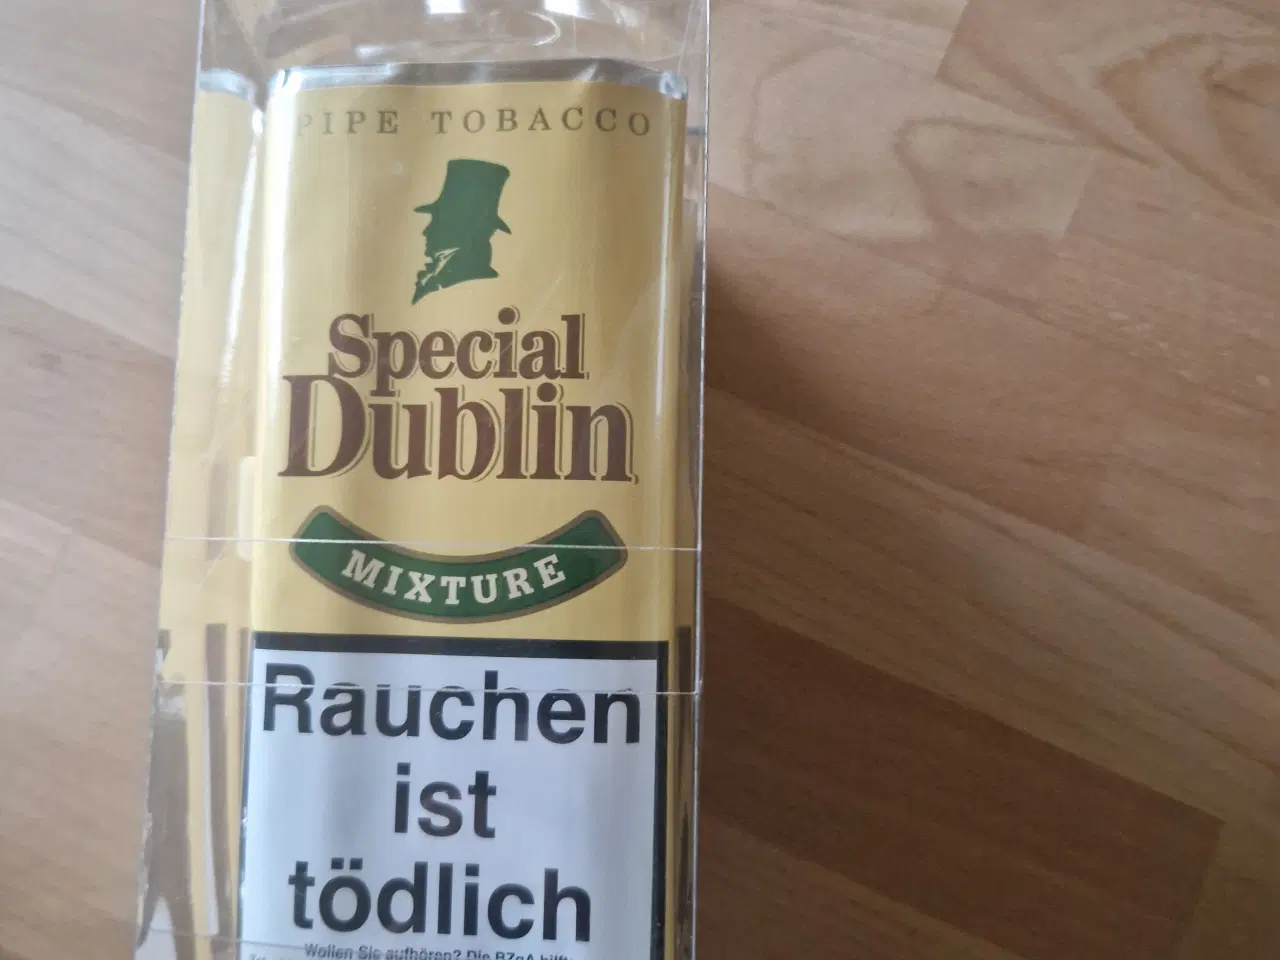 PIPE TOBACCO
Special
Dublin
MIXTURE
Rauchen
ist
tödlich
Wollen Sie aufhören? Die BZgA hilft: